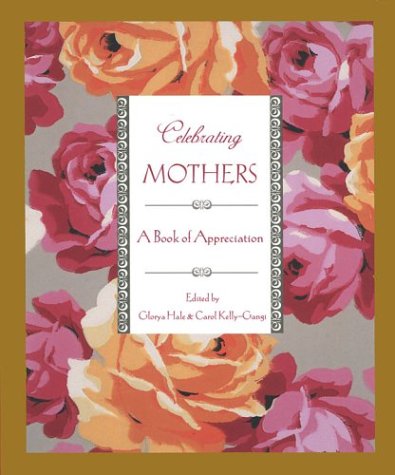 Celebrating
MOTHERS
A Book of Appreciation
Edited by
Glorya Hale & Carol Kelly-Gangi